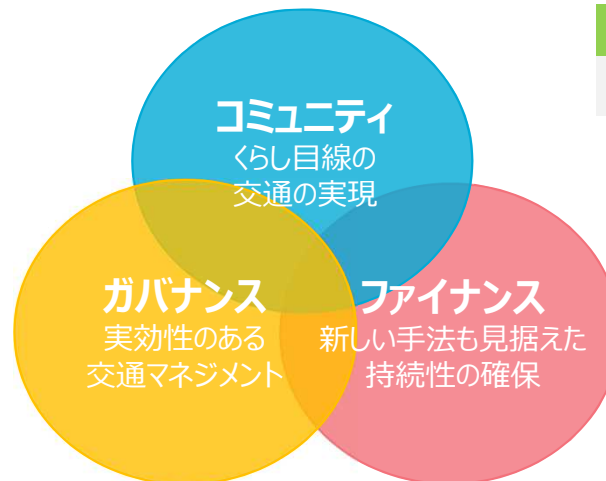 コミュニティ
くらし目線の
交通の実現
ガバナンス
実効性のある
交通マネジメント
ファイナンス
新しい手法も見据えた
持続性の確保